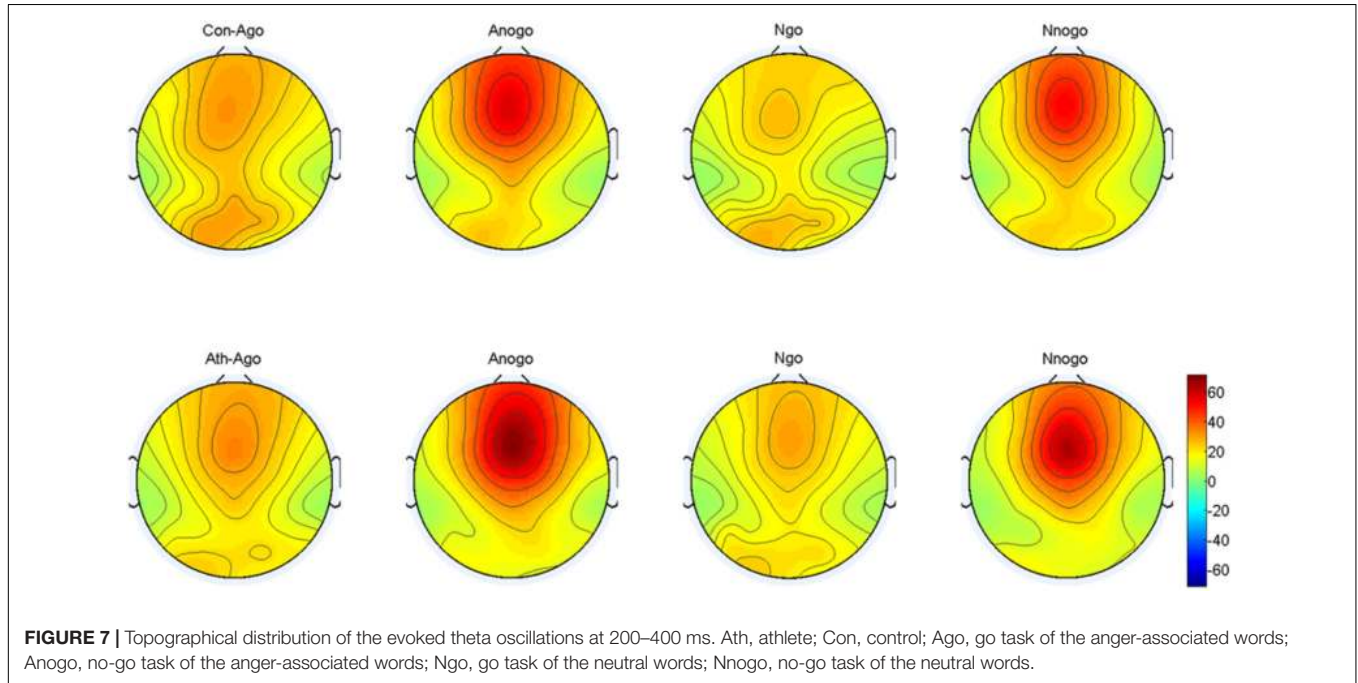 Con-Ago Anogo Ngo Nnogo
Ath-Ago Anogo Ngo Nnogo
60
40
20
0
-20
-40
-60
FIGURE 7 | Topographical distribution of the evoked theta oscillations at 200–400 ms. Ath, athlete; Con, control; Ago, go task of the anger-associated words;
Anogo, no-go task of the anger-associated words; Ngo, go task of the neutral words; Nnogo, no-go task of the neutral words.